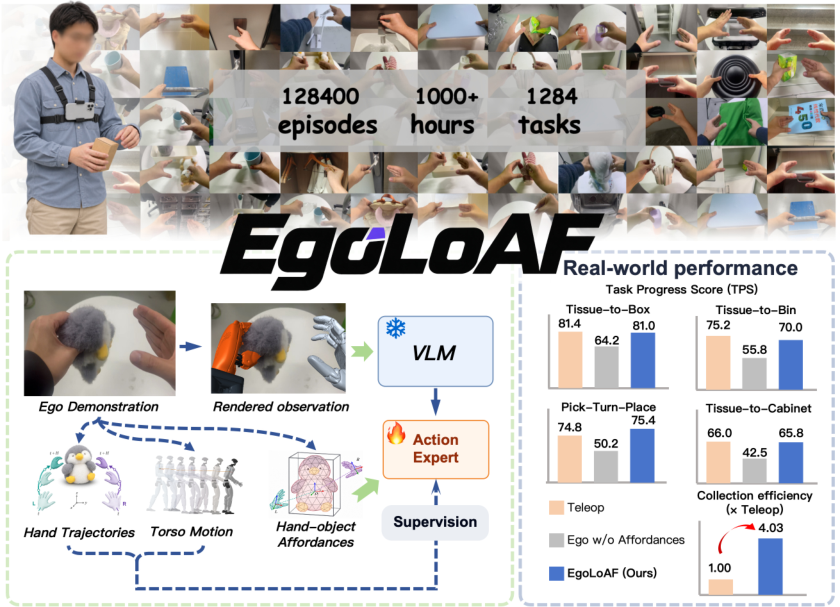 128400
episodes
1000+
hours
1284
tasks
EgoLoAF
Ego Demonstration
Rendered observation
VLM
Action
Expert
Hand Trajectories
Torso Motion
Hand-object
Affordances
Supervision
Real-world performance
Task Progress Score (TPS)
Tissue-to-Box
81.4
64.2
81.0
Tissue-to-Bin
75.2
55.8
70.0
Pick-Turn-Place
74.8
50.2
75.4
Tissue-to-Cabinet
66.0
42.5
65.8
Teleop
Ego w/o Affordances
EgoLoAF (Ours)
Collection efficiency
(× Teleop)
1.00
4.03